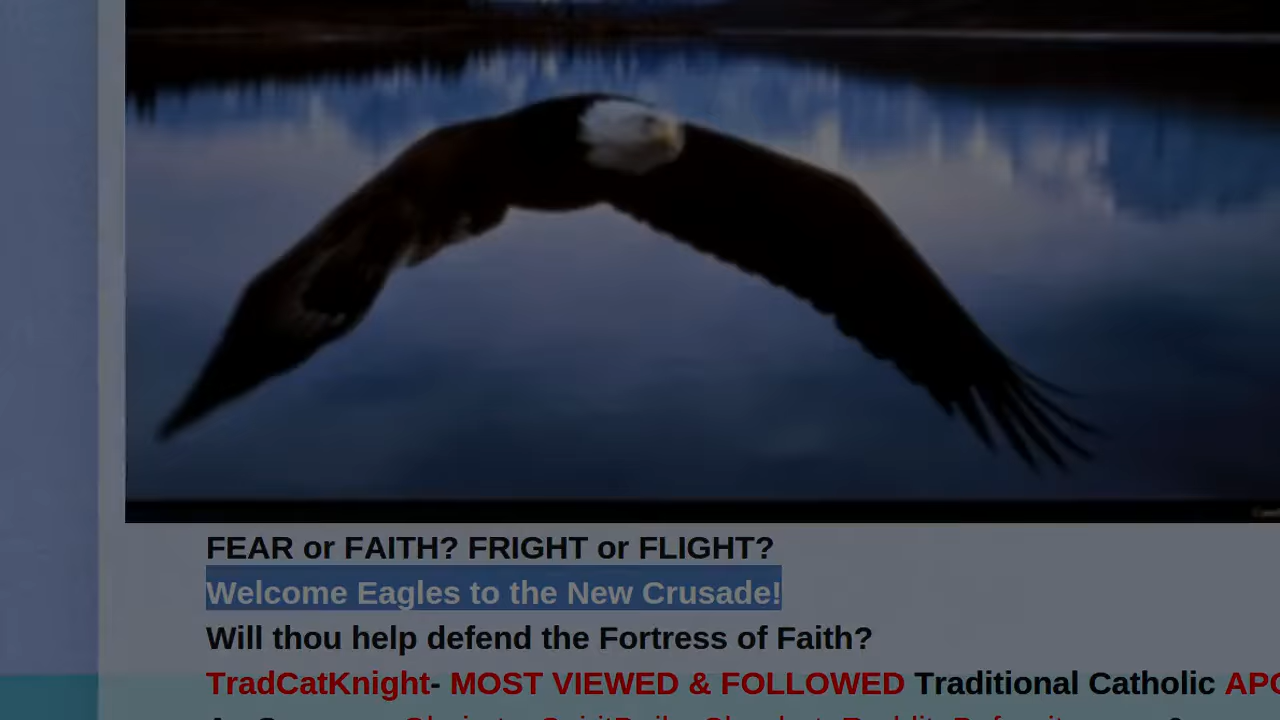 FEAR or FAITH? FRIGHT or FLIGHT?
Welcome Eagles to the New Crusade!
Will thou help defend the Fortress of Faith?
TradCatKnight- MOST VIEWED & FOLLOWED Traditional Catholic